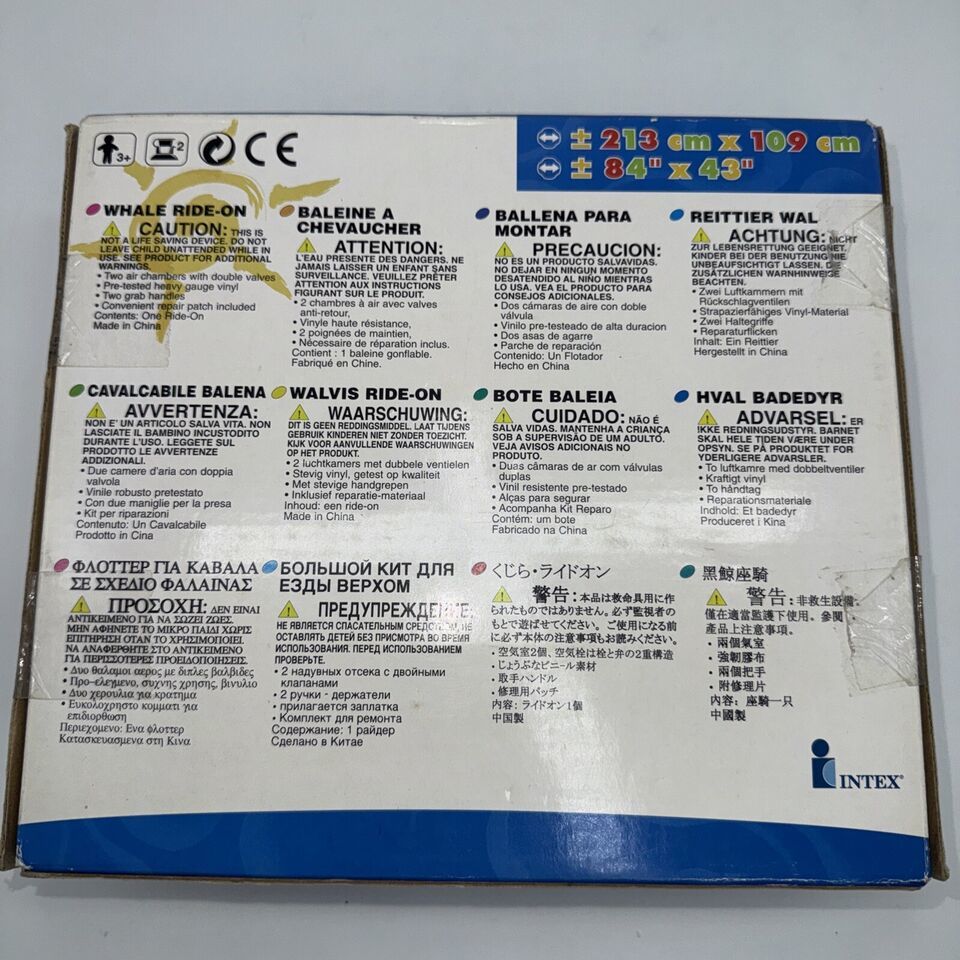 3+
2
CE
± 213 cm x 109 cm
± 84" x 43"
WHALE RIDE-ON
CAUTION: THIS IS
NOT A LIFE SAVING DEVICE. DO NOT
LEAVE CHILD UNATTENDED WHILE IN
USE. SEE PRODUCT FOR ADDITIONAL
WARNINGS.
• Two air chambers with double valves
• Pre-tested heavy gauge vinyl
• Two grab handles
• Convenient repair patch included
Contents: One Ride-On
Made in China
BALEINE A
CHEVAUCHER
ATTENTION:
L'EAU PRESENTE DES DANGERS. NE
JAMAIS LAISSER UN ENFANT SANS
SURVEILLANCE. VEUILEZ PRÊTER
ATTENTION AUX INSTRUCTIONS
FIGURANT SUR LE PRODUIT.
• 2 chambres à air avec valves
anti-retour,
• Vinyle haute résistance,
• 2 poignées de maintien,
• Nécessaire de réparation inclus.
Contient : 1 baleine gonflable.
Fabriqué en Chine.
BALLENA PARA
MONTAR
PRECAUCION:
NO ES UN PRODUCTO SALVAVIDAS.
NO DEJAR EN NINGUN MOMENTO
DESATENDIDO AL NIÑO MIENTRAS
LO USA. VEA EL PRODUCTO PARA
CONSEJOS ADICIONALES.
• Dos cámaras de aire con doble
válvula
• Vinilo pre-testeado de alta duracion
• Dos asas de agarre
• Parche de reparación
Contenido: Un Flotador
Hecho en China
REITTIER WAL
ACHTUNG: NICHT
ZUR LEBENSRETTUNG GEEIGNET.
KINDER BEI DER BENUTZUNG NIE
UNBEAUFSICHTIGT LASSEN. DIE
ZUSÄTZLICHEN WARNHINWEISE
BEACHTEN.
• Zwei Luftkammern mit
Rückschlagventilen
• Strapazierfähiges Vinyl-Material
• Zwei Haltegriffe
• Reparaturflicken
Inhalt: Ein Reittier
Hergestellt in China
CAVALCABILE BALENA
AVVERTENZA:
NON E' UN ARTICOLO SALVA VITA. NON
LASCIATE IL BAMBINO INCUSTODITO
DURANTE L'USO. LEGGETE SUL
PRODOTTO LE AVVERTENZE
ADDIZIONALI.
• Due camere d'aria con doppia
valvola
• Vinile robusto pretestato
• Con due maniglie per la presa
• Kit per riparazioni
Contenuto: Un Cavalcabile
Prodotto in Cina
WALVIS RIDE-ON
WAARSCHUWING:
DIT IS GEEN REDDINGSMIDDEL. LAAT TIJDENS
GEBRUIK KINDEREN NIET ZONDER TOEZICHT.
KIJK VOOR AANVULLENDE WAARSCHUWINGEN
OP HET PRODUKT.
• 2 luchtkamers met dubbele ventielen
• Stevig vinyl, getest op kwaliteit
• Met stevige handgrepen
• Inklusief reparatie-materiaal
Inhoud: een ride-on
Made in China
BOTE BALEIA
CUIDADO: NÃO É
SALVA VIDAS. MANTENHA A CRIANÇA
SOB A SUPERVISÃO DE UM ADULTÓ.
VEJA AVISOS ADICIONAIS NO
PRODUTO.
• Duas câmaras de ar com válvulas
duplas
• Vinil resistente pre-testado
• Alças para segurar
• Acompanha Kit Reparo
Contém: um bote
Fabricado na China
HVAL BADEDYR
ADVARSEL: ER
IKKE REDNINGSUDSTYR. BARNET
SKAL HELE TIDEN VÆRE UNDER
OPSYN. SE PÅ PRODUKTET FOR
YDERLIGERE ADVARSLER.
• To luftkamre med dobbeltventiler
• Kraftigt vinyl
• To håndtag
• Reparationsmateriale
Indhold: Et badedyr
Produceret i Kina
ΦΛΟΤΤΕΡ ΓΙΑ ΚΑΒΑΛΑ
ΣΕ ΣΧΕΔΙΟ ΦΑΛΑΙΝΑΣ
ΠΡΟΣΟΧΗ: ΔΕΝ ΕΙΝΑΙ
ΑΝΤΙΚΕΙΜΕΝΟ ΓΙΑ ΝΑ ΣΩΖΕΙ ΖΩΕΣ.
ΜΗΝ ΑΦΗΝΕΤΕ ΤΟ ΜΙΚΡΟ ΠΑΙΔΙ ΧΩΡΙΣ
ΕΠΙΤΗΡΗΣΗ ΟΤΑΝ ΤΟ ΧΡΗΣΙΜΟΠΟΙΕΙ.
ΝΑ ΑΝΑΦΕΡΘΗΤΕ ΣΤΟ ΑΝΤΙΚΕΙΜΕΝΟ
ΓΙΑ ΠΕΡΙΣΣΟΤΕΡΕΣ ΠΡΟΕΙΔΟΠΟΙΗΣΕΙΣ.
• Δυο θαλαμοι αερος με διπλες βαλβιδες
• Προ-ελεγμενο, συχνης χρησης, βινυλιο
• Δυο χερουλια για κρατημα
• Ευκολοχρηστο κομματι για
επιδιορθωση
Περιεχομενο: Ενα φλοττερ
Κατασκευασμενα στη Κινα
БОЛЬШОЙ КИТ ДЛЯ
ЕЗДЫ ВЕРХОМ
ПРЕДУПРЕЖДЕНИЕ:
НЕ ЯВЛЯЕТСЯ СПАСАТЕЛЬНЫМ СРЕДСТВОМ, НЕ
ОСТАВЛЯТЬ ДЕТЕЙ БЕЗ ПРИСМОТРА ВО ВРЕМЯ
ИСПОЛЬЗОВАНИЯ. ПЕРЕД ИСПОЛЬЗОВАНИЕМ
ПРОВЕРЬТЕ.
• 2 надувных отсека с двойными
клапанами
• 2 ручки - держатели
• прилагается заплатка
• Комплект для ремонта
Содержание: 1 райдер
Сделано в Китае
くじら・ライドオン
警告:本品は救命具用に作
られたものではありません。必ず監視者の
もとで遊ばせてください。ご使用になる前
に必ず本体の注意事項もお読みください。
・空気室2個、空気栓は栓と弁の2重構造
・じょうぶなビニール素材
・取手ハンドル
・修理用パッチ
内容:ライドオン1個
中国製
黑鯨座騎
警告:非救生設備。
僅在適當監護下使用。參閱
產品上注意事項。
・兩個氣室
・強韌膠布
・兩個把手
・附修理片
內容:座騎一只
中國製
INTEX®